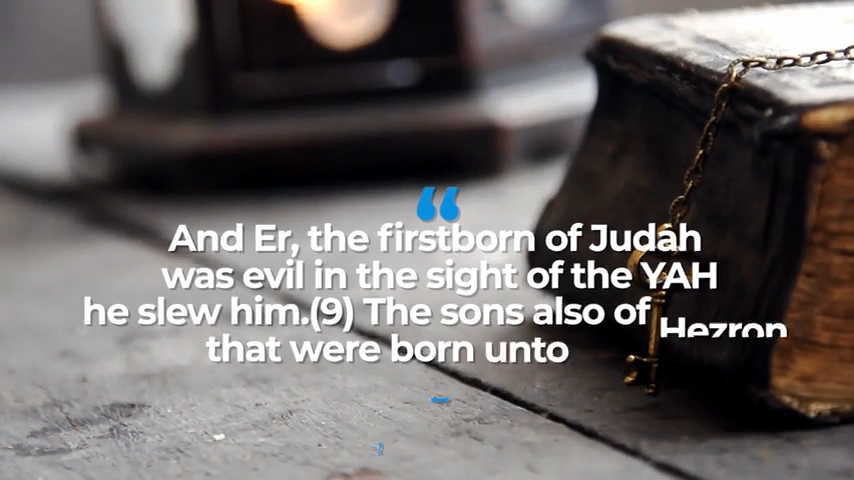 “
And Er, the firstborn of Judah
was evil in the sight of the YAH
he slew him.(9) The sons also of Hezron
that were born unto